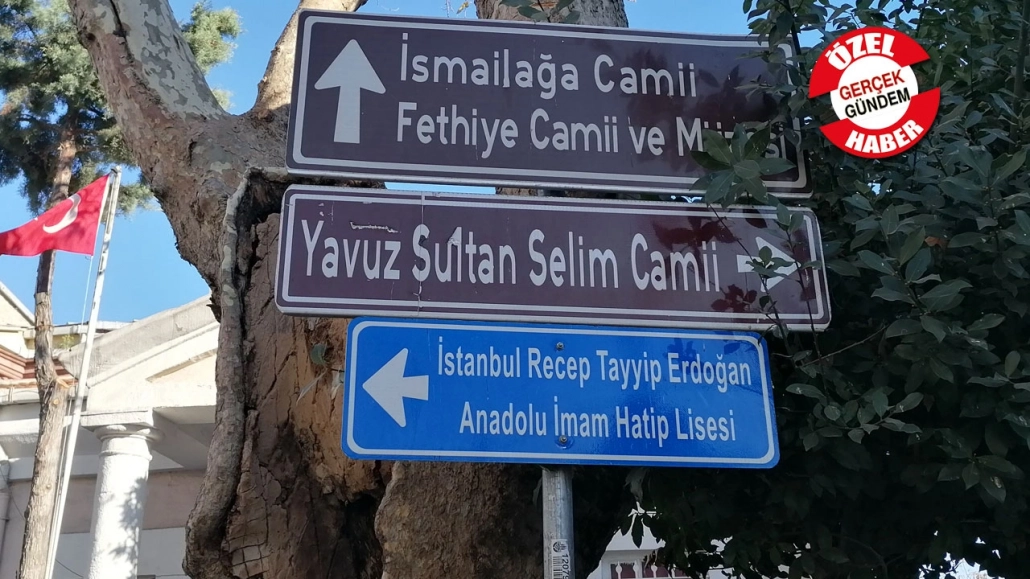 ÖZEL
GERÇEK
GÜNDEM
HABER
İsmailağa Camii
Fethiye Camii ve
Yavuz Sultan Selim Camii
İstanbul Recep Tayyip Erdoğan
Anadolu İmam Hatip Lisesi